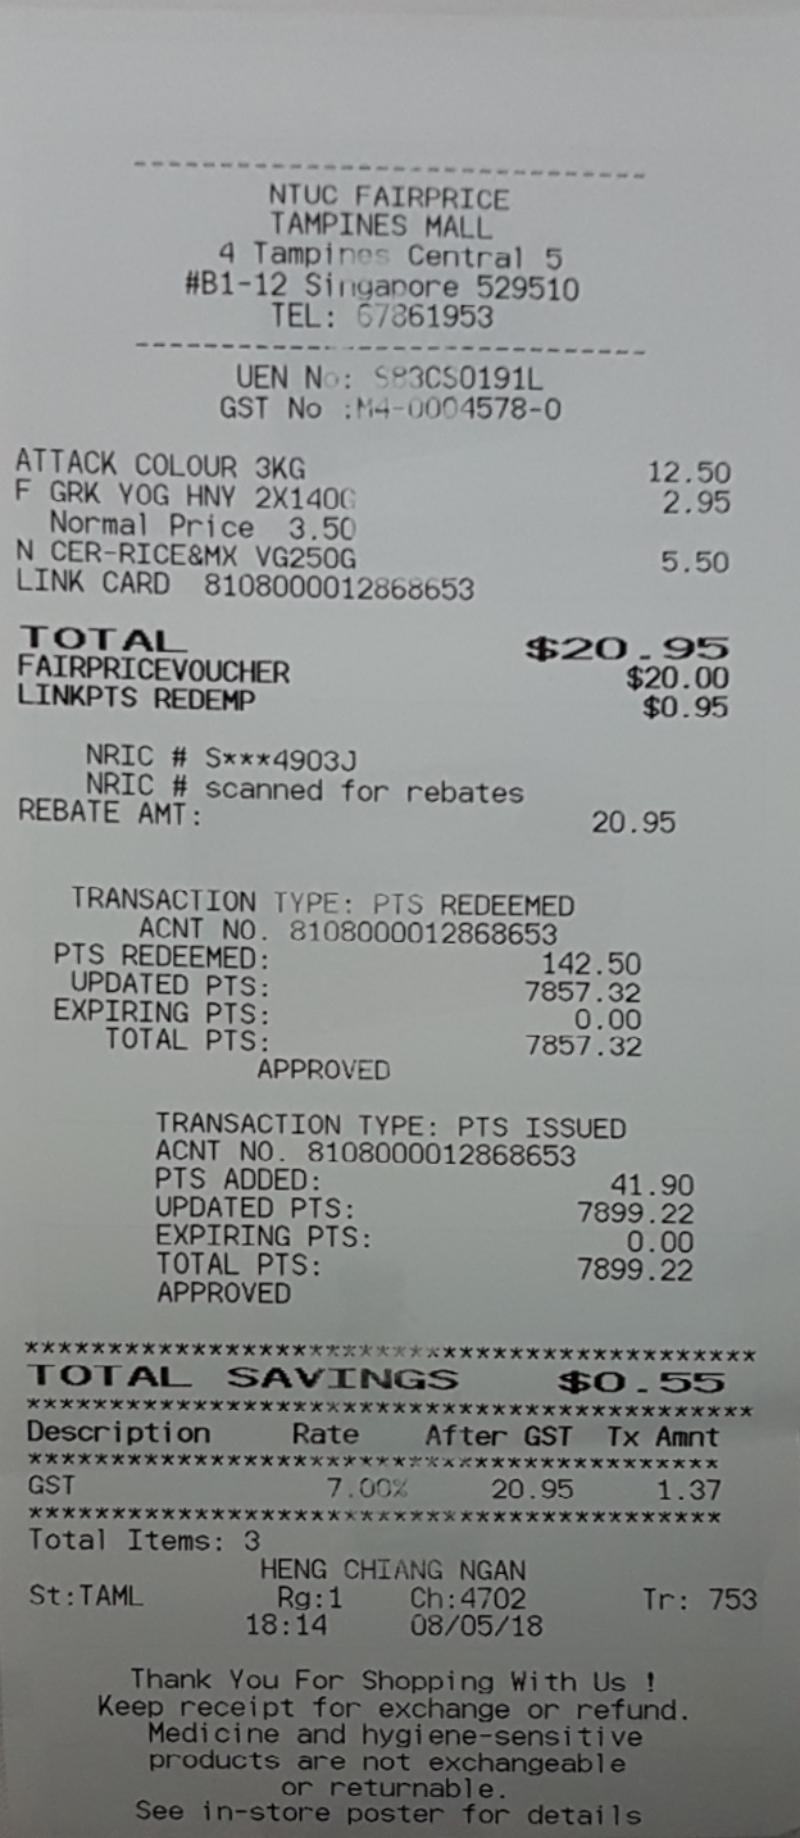 NTUC FAIRPRICE
TAMPINES MALL
4 Tampines Central 5
#B1-12 Singapore 529510
TEL: 67861953
UEN No: S83CS0191L
GST No :M4-0004578-0
ATTACK COLOUR 3KG 12.50
F GRK YOG HNY 2X140G 2.95
Normal Price 3.50
N CER-RICE&MX VG250G 5.50
LINK CARD 8108000012868653
TOTAL $20.95
FAIRPRICEVOUCHER $20.00
LINKPTS REDEMP $0.95
NRIC # S***4903J
NRIC # scanned for rebates
REBATE AMT: 20.95
TRANSACTION TYPE: PTS REDEEMED
ACNT NO. 8108000012868653
PTS REDEEMED: 142.50
UPDATED PTS: 7857.32
EXPIRING PTS: 0.00
TOTAL PTS: 7857.32
APPROVED
TRANSACTION TYPE: PTS ISSUED
ACNT NO. 8108000012868653
PTS ADDED: 41.90
UPDATED PTS: 7899.22
EXPIRING PTS: 0.00
TOTAL PTS: 7899.22
APPROVED
TOTAL SAVINGS $0.55
Description Rate After GST Tx Amnt
GST 7.00% 20.95 1.37
Total Items: 3
HENG CHIANG NGAN
St:TAML Rg:1 Ch:4702 Tr: 753
18:14 08/05/18
Thank You For Shopping With Us !
Keep receipt for exchange or refund.
Medicine and hygiene-sensitive
products are not exchangeable
or returnable.
See in-store poster for details